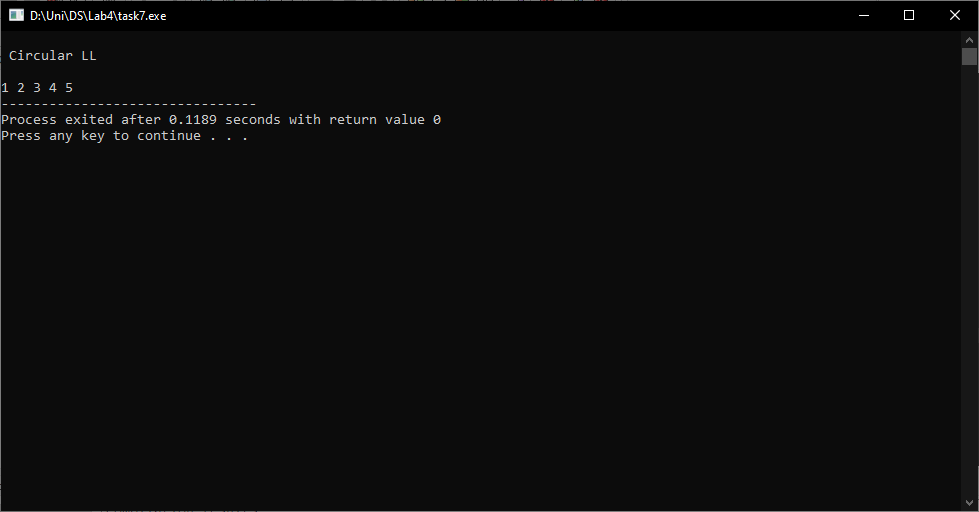 D:\Uni\DS\Lab4\task7.exe
Circular LL
1 2 3 4 5
--------------------------------
Process exited after 0.1189 seconds with return value 0
Press any key to continue . . .